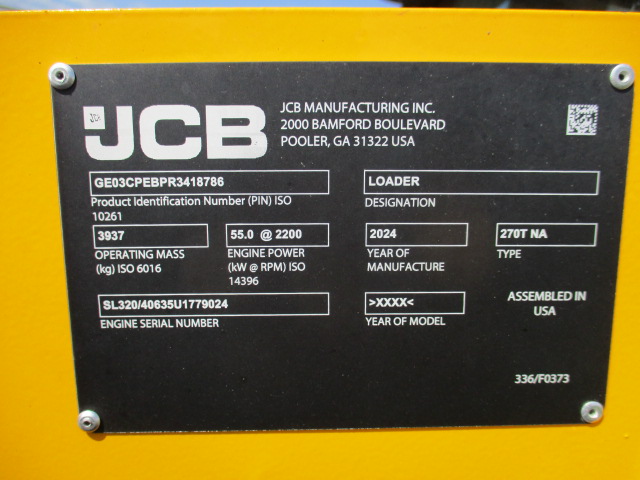 JCB
JCB MANUFACTURING INC.
2000 BAMFORD BOULEVARD
POOLER, GA 31322 USA
GE03CPEBPR3418786
Product Identification Number (PIN) ISO
10261
LOADER
DESIGNATION
3937
OPERATING MASS
(kg) ISO 6016
55.0 @ 2200
ENGINE POWER
(kW @ RPM) ISO
14396
2024
YEAR OF
MANUFACTURE
270T NA
TYPE
SL320/40635U1779024
ENGINE SERIAL NUMBER
>XXXX<
YEAR OF MODEL
ASSEMBLED IN
USA
336/F0373